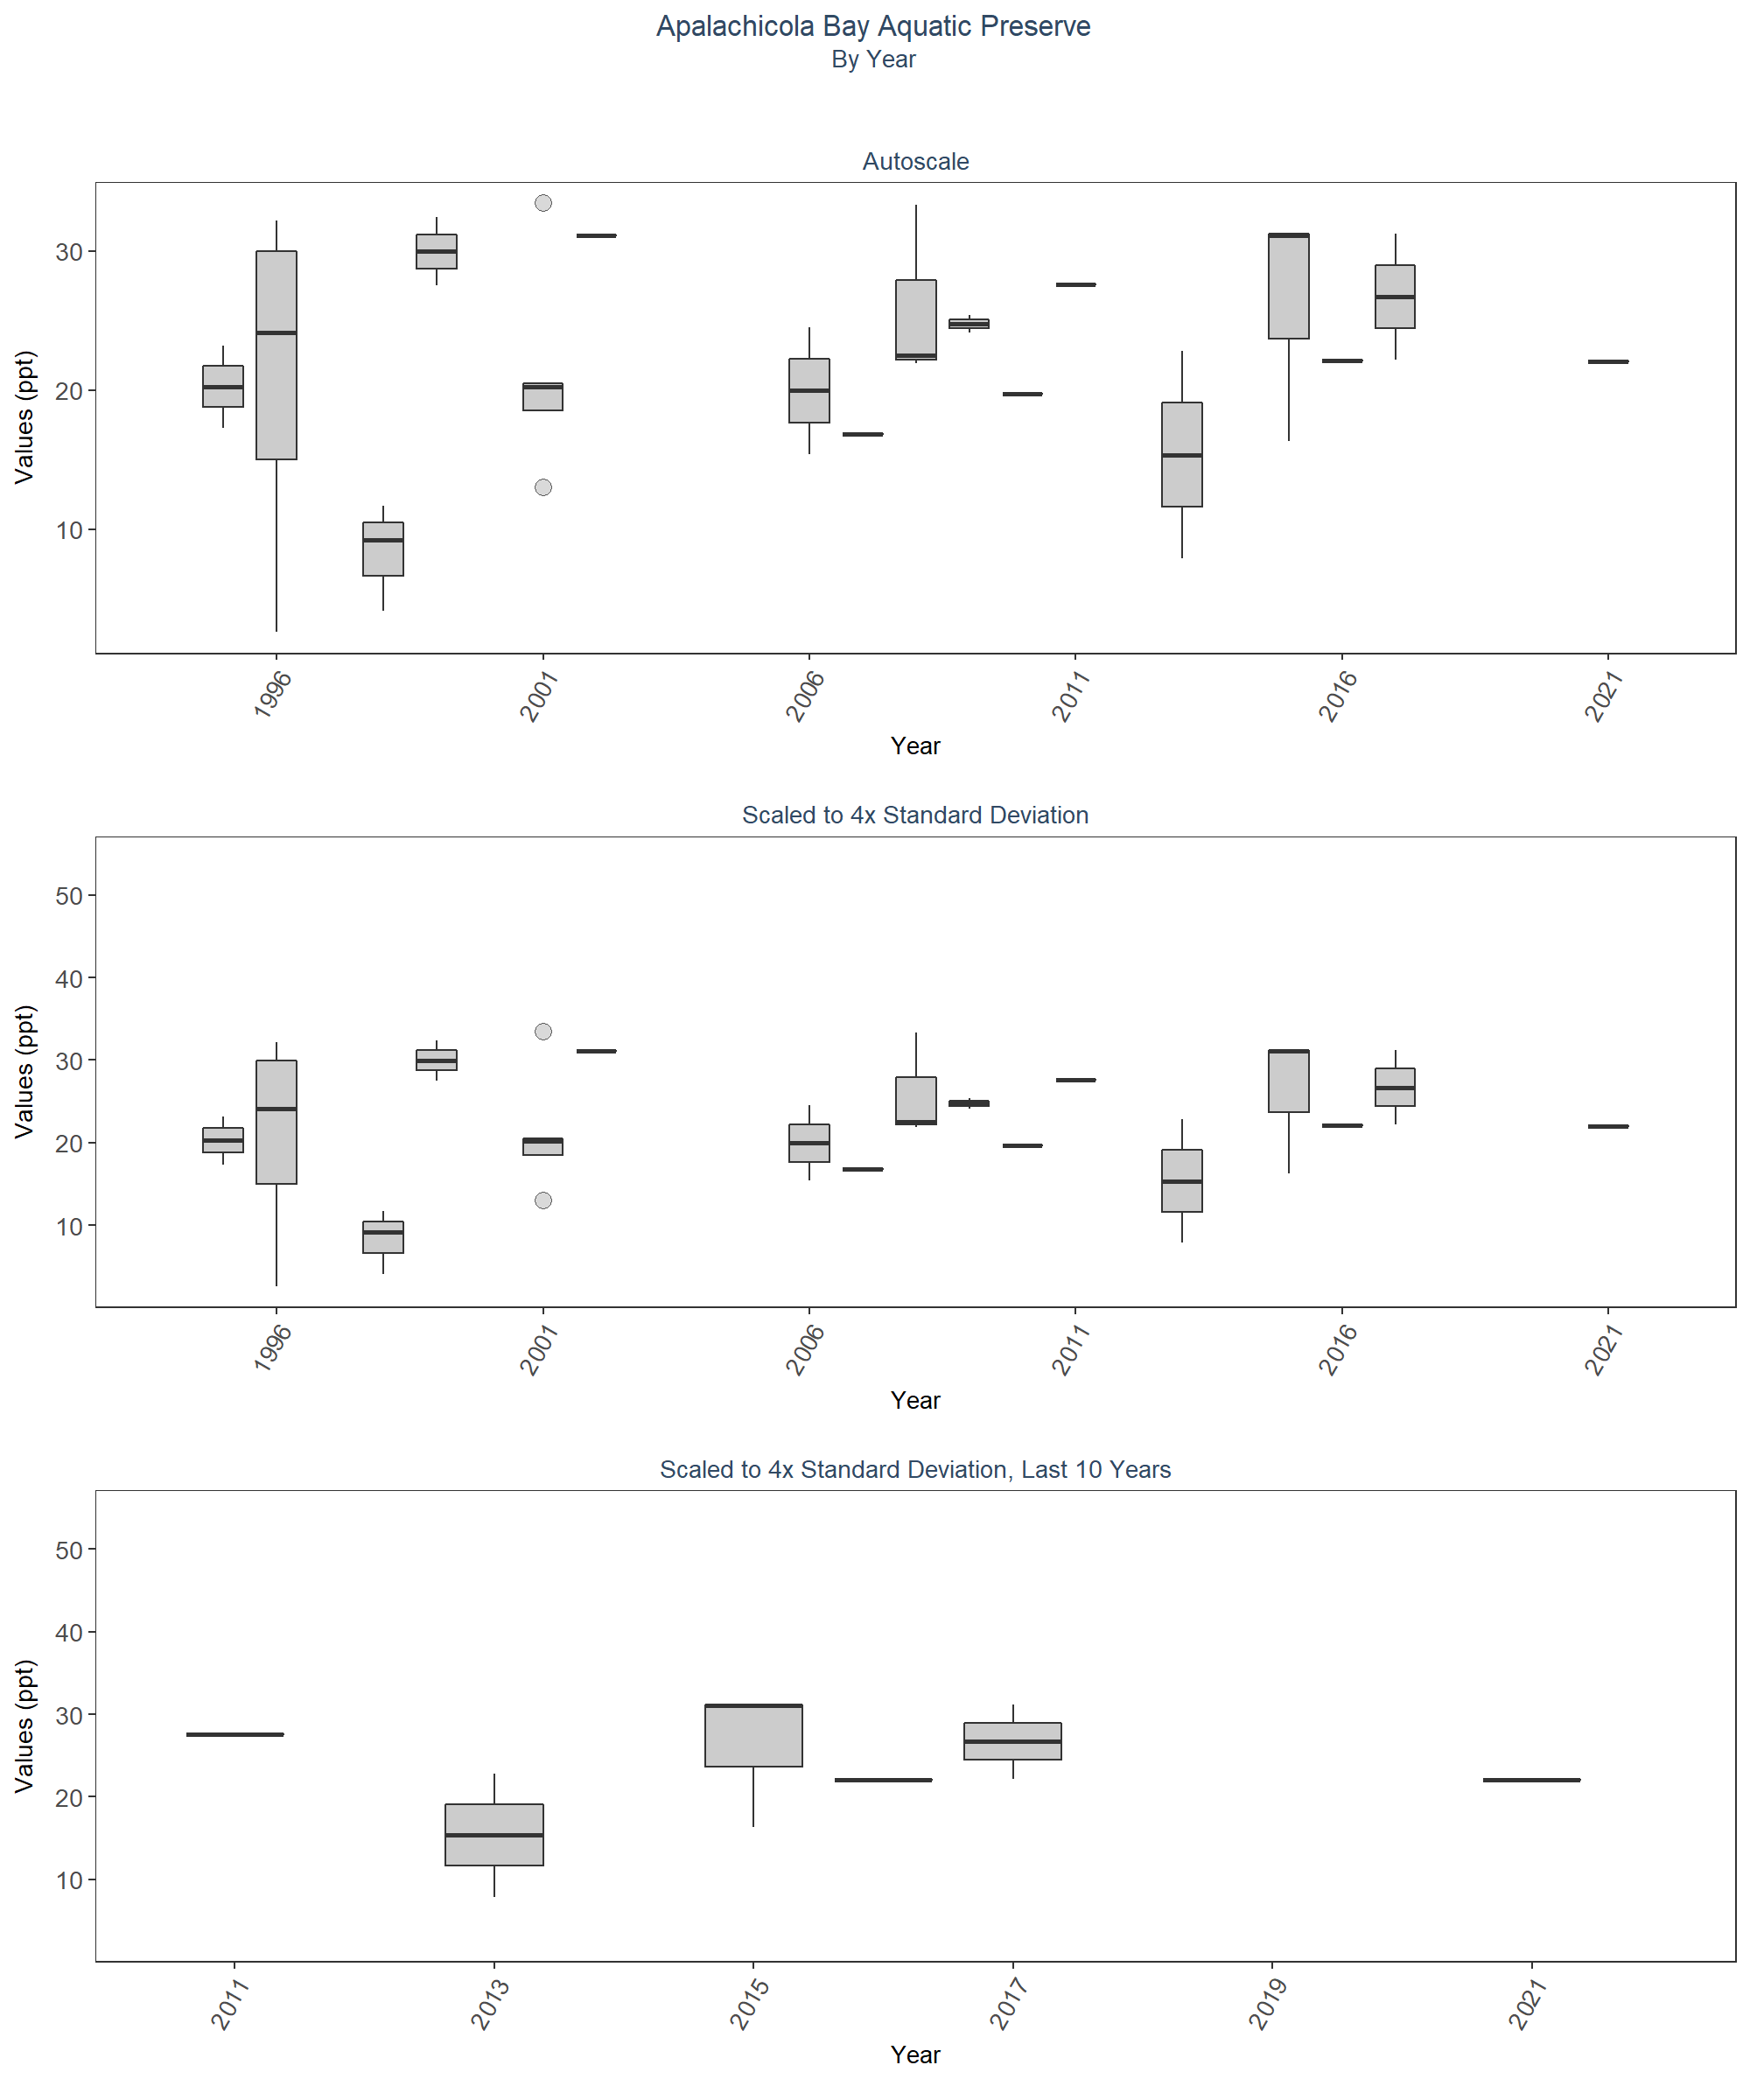 Apalachicola Bay Aquatic Preserve
By Year
Autoscale
Values (ppt)
30
20
10
1996 2001 2006 2011 2016 2021
Year
Scaled to 4x Standard Deviation
Values (ppt)
50
40
30
20
10
1996 2001 2006 2011 2016 2021
Year
Scaled to 4x Standard Deviation, Last 10 Years
Values (ppt)
50
40
30
20
10
2011 2013 2015 2017 2019 2021
Year